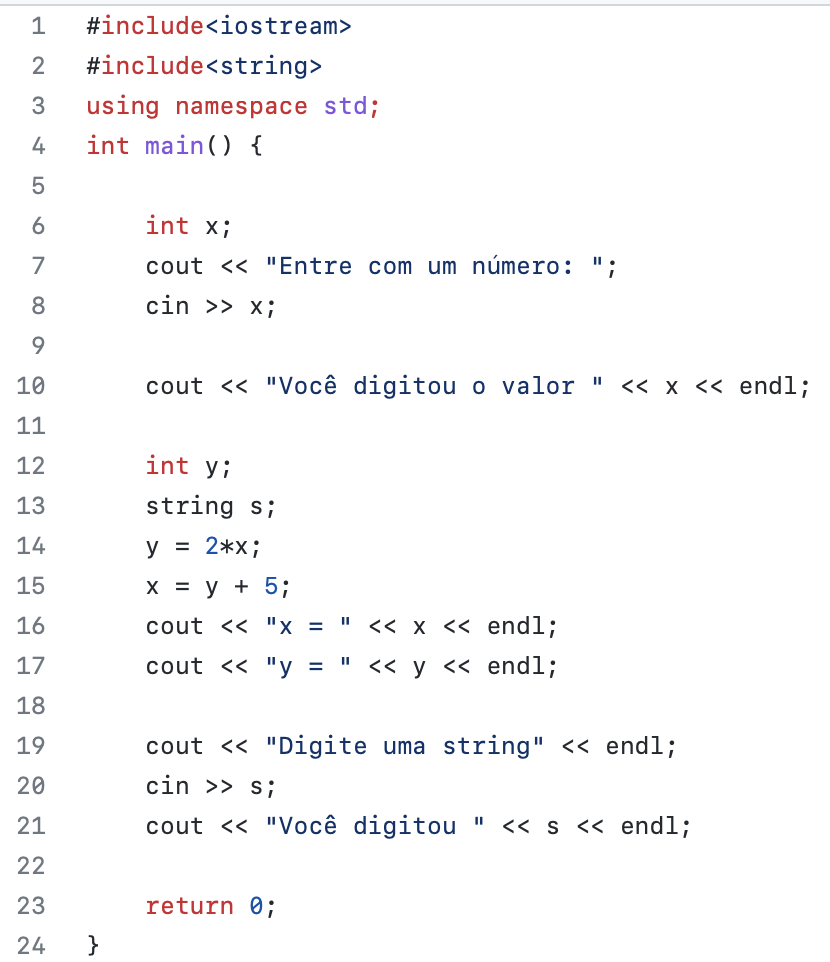 1 #include<iostream>
2 #include<string>
3 using namespace std;
4 int main() {
5
6     int x;
7     cout << "Entre com um número: ";
8     cin >> x;
9
10     cout << "Você digitou o valor " << x << endl;
11
12     int y;
13     string s;
14     y = 2*x;
15     x = y + 5;
16     cout << "x = " << x << endl;
17     cout << "y = " << y << endl;
18
19     cout << "Digite uma string" << endl;
20     cin >> s;
21     cout << "Você digitou " << s << endl;
22
23     return 0;
24 }